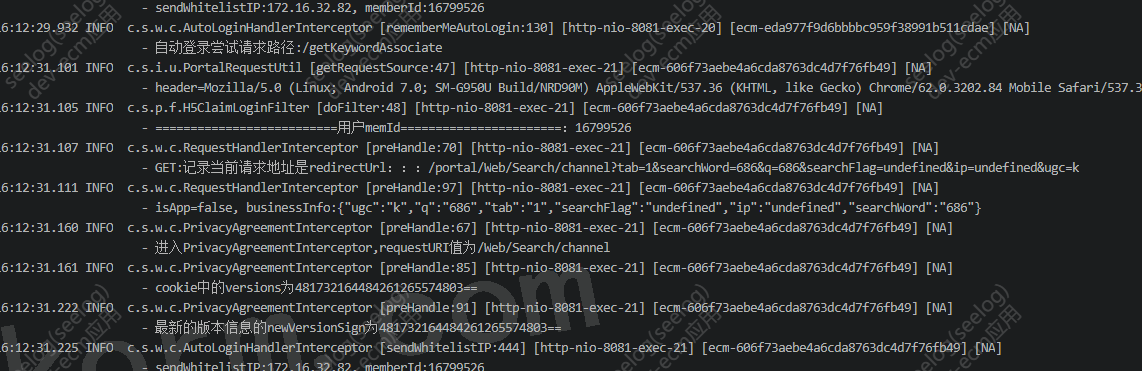 - sendWhitelistIP:172.16.32.82, memberId:16799526
16:12:29.932 INFO c.s.w.c.AutoLoginHandlerInterceptor [rememberMeAutoLogin:130] [http-nio-8081-exec-20] [ecm-eda977f9d6bbbbc959f38991b511cdae] [NA]
- 自动登录尝试请求路径:/getKeywordAssociate
16:12:31.101 INFO c.s.i.u.PortalRequestUtil [getRequestSource:47] [http-nio-8081-exec-21] [ecm-606f73aebe4a6cda8763dc4d7f76fb49] [NA]
- header=Mozilla/5.0 (Linux; Android 7.0; SM-G950U Build/NRD90M) AppleWebKit/537.36 (KHTML, like Gecko) Chrome/62.0.3202.84 Mobile Safari/537.3
16:12:31.105 INFO c.s.p.f.H5ClaimLoginFilter [doFilter:48] [http-nio-8081-exec-21] [ecm-606f73aebe4a6cda8763dc4d7f76fb49] [NA]
- ==========================用户memId=======================: 16799526
16:12:31.107 INFO c.s.w.c.RequestHandlerInterceptor [preHandle:70] [http-nio-8081-exec-21] [ecm-606f73aebe4a6cda8763dc4d7f76fb49] [NA]
- GET:记录当前请求地址是redirectUrl：：：/portal/Web/Search/channel?tab=1&searchWord=686&q=686&searchFlag=undefined&ip=undefined&ugc=k
16:12:31.111 INFO c.s.w.c.RequestHandlerInterceptor [preHandle:97] [http-nio-8081-exec-21] [ecm-606f73aebe4a6cda8763dc4d7f76fb49] [NA]
- isApp=false, businessInfo:{"ugc":"k","q":"686","tab":"1","searchFlag":"undefined","ip":"undefined","searchWord":"686"}
16:12:31.160 INFO c.s.w.c.PrivacyAgreementInterceptor [preHandle:67] [http-nio-8081-exec-21] [ecm-606f73aebe4a6cda8763dc4d7f76fb49] [NA]
- 进入PrivacyAgreementInterceptor,requestURI值为/Web/Search/channel
16:12:31.161 INFO c.s.w.c.PrivacyAgreementInterceptor [preHandle:85] [http-nio-8081-exec-21] [ecm-606f73aebe4a6cda8763dc4d7f76fb49] [NA]
- cookie中的versions为481732164484261265574803==
16:12:31.222 INFO c.s.w.c.PrivacyAgreementInterceptor [preHandle:91] [http-nio-8081-exec-21] [ecm-606f73aebe4a6cda8763dc4d7f76fb49] [NA]
- 最新的版本信息的newVersionSign为481732164484261265574803==
16:12:31.225 INFO c.s.w.c.AutoLoginHandlerInterceptor [sendWhitelistIP:444] [http-nio-8081-exec-21] [ecm-606f73aebe4a6cda8763dc4d7f76fb49] [NA]
- sendWhitelistIP:172.16.32.82, memberId:16799526